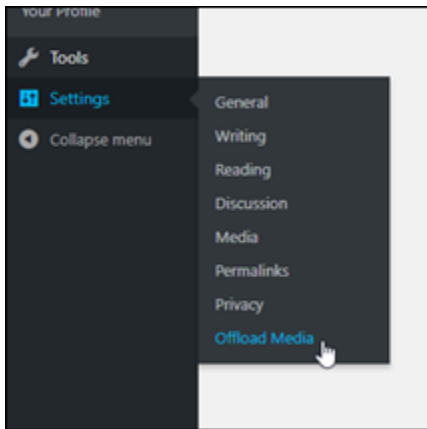 Your Profile
Tools
Settings
Collapse menu
General
Writing
Reading
Discussion
Media
Permalinks
Privacy
Offload Media